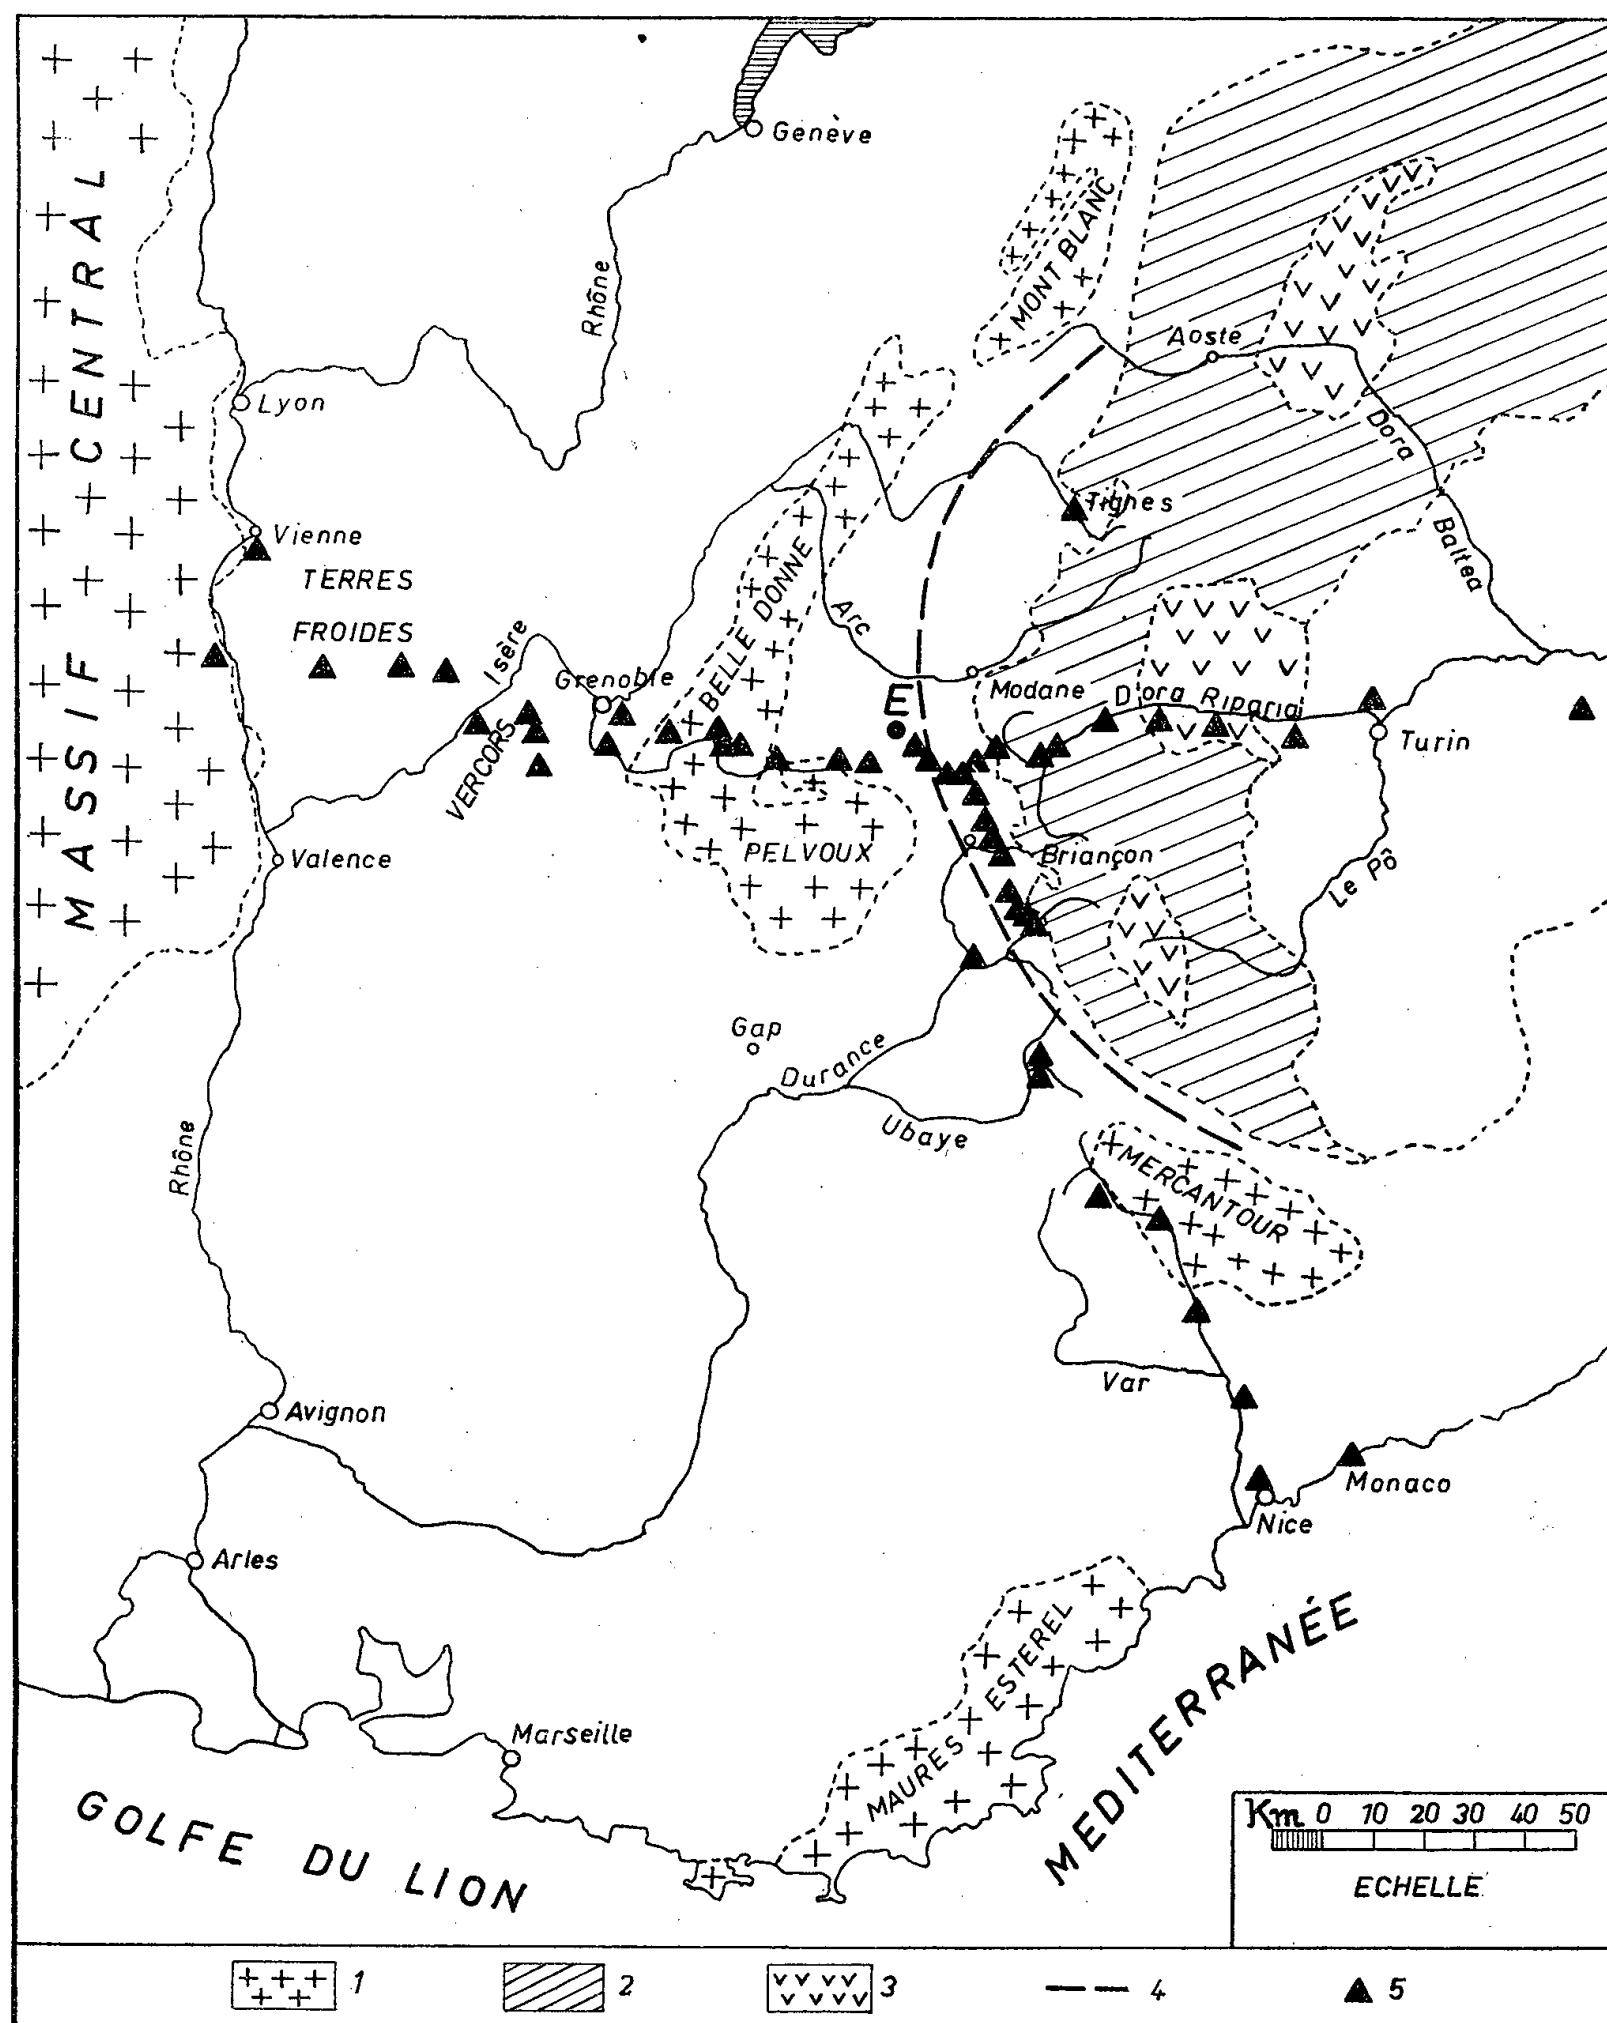 Genève
MASSIF CENTRAL
MONT BLANC
Rhône
Aoste
Lyon
Dora
Baltea
Tignes
Vienne
TERRES
FROIDES
BELLE DONNE
Arc
Isère
Grenoble
E
Modane
Dora Riparia
Turin
VERCORS
Valence
PELVOUX
Briançon
Le Pô
Gap
Durance
Ubaye
Rhône
MERCANTOUR
Var
Avignon
Monaco
Nice
Arles
MAURES ESTEREL
MEDITERRANÉE
Marseille
GOLFE DU LION
Km 0 10 20 30 40 50
ECHELLE
1 2 3 4 5